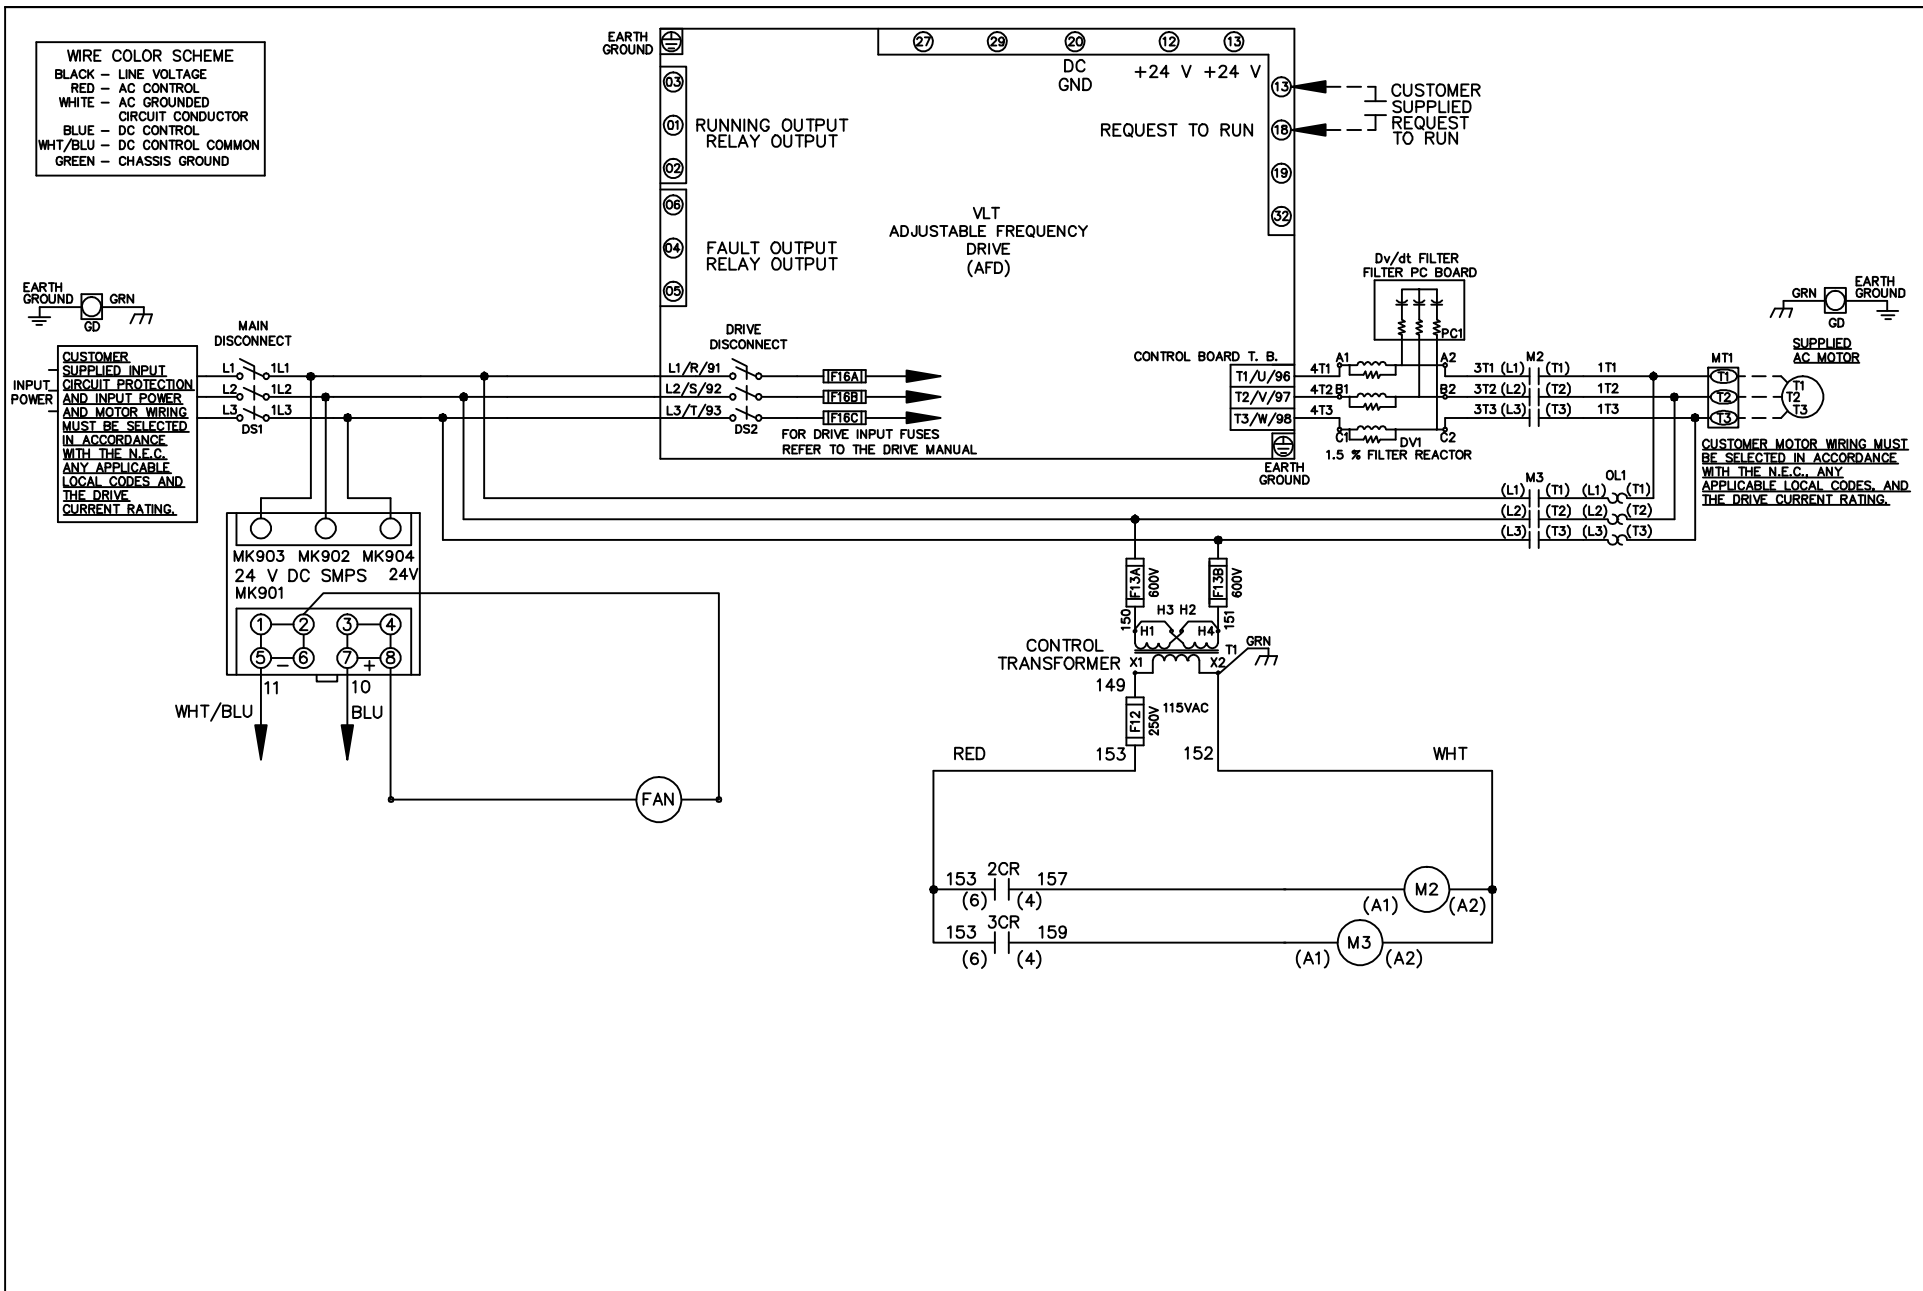 WIRE COLOR SCHEME
BLACK – LINE VOLTAGE
RED – AC CONTROL
WHITE – AC GROUNDED
CIRCUIT CONDUCTOR
BLUE – DC CONTROL
WHT/BLU – DC CONTROL COMMON
GREEN – CHASSIS GROUND
EARTH
GROUND
27 29 20 12 13
DC
GND
+24 V +24 V
03
01
02
RUNNING OUTPUT
RELAY OUTPUT
06
04
05
FAULT OUTPUT
RELAY OUTPUT
VLT
ADJUSTABLE FREQUENCY
DRIVE
(AFD)
REQUEST TO RUN
13
18
19
32
CUSTOMER
SUPPLIED
REQUEST
TO RUN
EARTH
GROUND
GRN
GD
INPUT
POWER
CUSTOMER
SUPPLIED INPUT
CIRCUIT PROTECTION
AND INPUT POWER
AND MOTOR WIRING
MUST BE SELECTED
IN ACCORDANCE
WITH THE N.E.C.
ANY APPLICABLE
LOCAL CODES AND
THE DRIVE
CURRENT RATING.
MAIN
DISCONNECT
L1 1L1
L2 1L2
L3 1L3
DS1
DRIVE
DISCONNECT
L1/R/91
L2/S/92
L3/T/93
DS2
F16A
F16B
F16C
FOR DRIVE INPUT FUSES
REFER TO THE DRIVE MANUAL
CONTROL BOARD T. B.
T1/U/96
T2/V/97
T3/W/98
EARTH
GROUND
Dv/dt FILTER
FILTER PC BOARD
PC1
4T1 A1 A2
4T2 B1 B2
4T3 C1 C2
DV1
1.5 % FILTER REACTOR
M2
3T1 (L1) (T1) 1T1
3T2 (L2) (T2) 1T2
3T3 (L3) (T3) 1T3
GRN
EARTH
GROUND
GD
SUPPLIED
AC MOTOR
MT1
T1
T2
T3
T1
T2
T3
CUSTOMER MOTOR WIRING MUST
BE SELECTED IN ACCORDANCE
WITH THE N.E.C., ANY
APPLICABLE LOCAL CODES, AND
THE DRIVE CURRENT RATING.
M3 OL1
(L1) (T1) (L1) (T1)
(L2) (T2) (L2) (T2)
(L3) (T3) (L3) (T3)
MK903 MK902 MK904
24 V DC SMPS 24V
MK901
1 2 3 4
5 – 6 7 + 8
11 10
WHT/BLU BLU
FAN
F13A 600V
F13B 600V
150 151
H3 H2
H1 H4
CONTROL
TRANSFORMER
X1 X2 T1
GRN
149
F12 250V
115VAC
RED 153 152 WHT
2CR
153 157
(6) (4)
M2
(A1) (A2)
3CR
153 159
(6) (4)
M3
(A1) (A2)